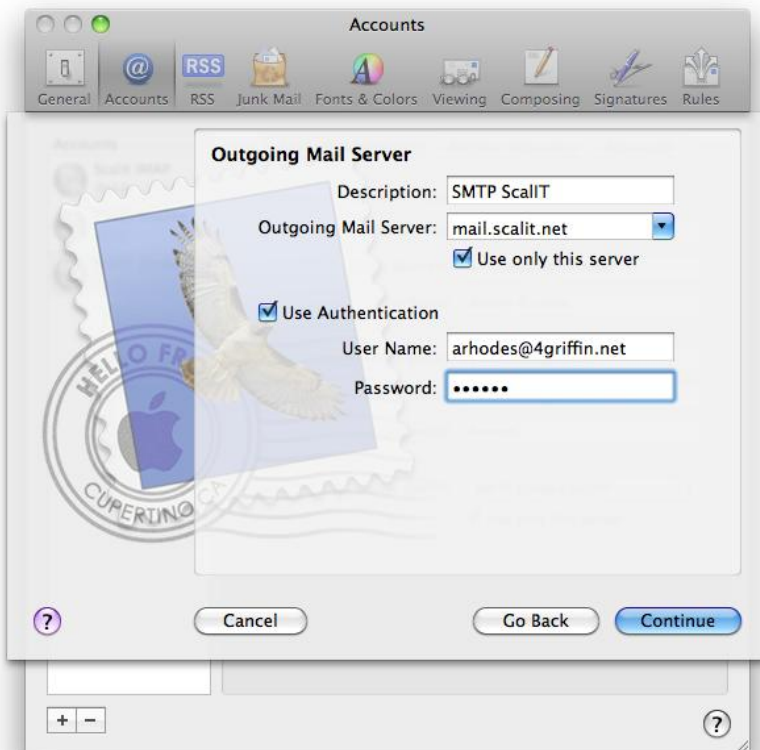 Accounts
RSS
General Accounts RSS Junk Mail Fonts & Colors Viewing Composing Signatures Rules
Outgoing Mail Server
Description: SMTP ScalIT
Outgoing Mail Server: mail.scalit.net
Use only this server
Use Authentication
User Name: arhodes@4griffin.net
Password: ••••••
HELLO FR
CUPERTINO CA
? Cancel Go Back Continue
+ - ?